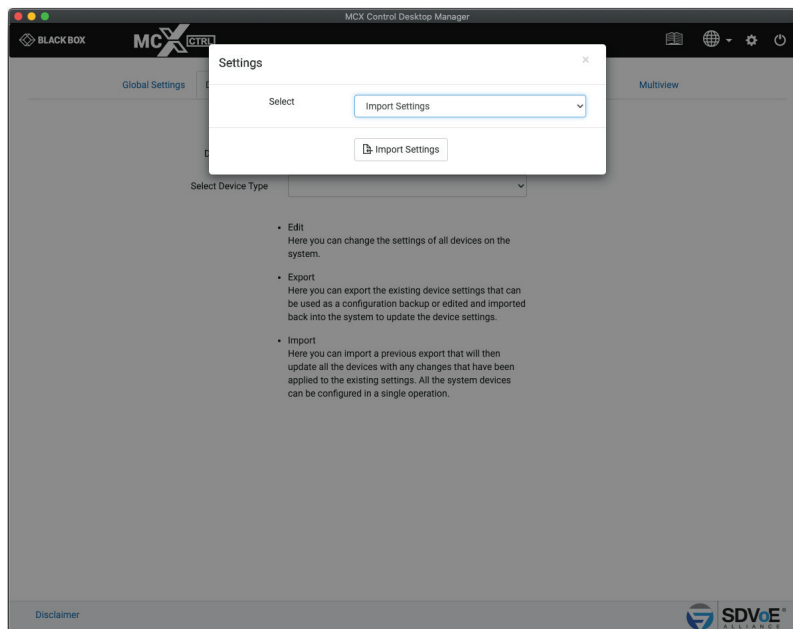 MCX Control Desktop Manager
BLACK BOX
MCX CTRL
Settings
×
Global Settings
Multiview
Select
Import Settings
Import Settings
Select Device Type
• Edit
Here you can change the settings of all devices on the
system.
• Export
Here you can export the existing device settings that can
be used as a configuration backup or edited and imported
back into the system to update the device settings.
• Import
Here you can import a previous export that will then
update all the devices with any changes that have been
applied to the existing settings. All the system devices
can be configured in a single operation.
Disclaimer
SDVoE®
ALLIANCE